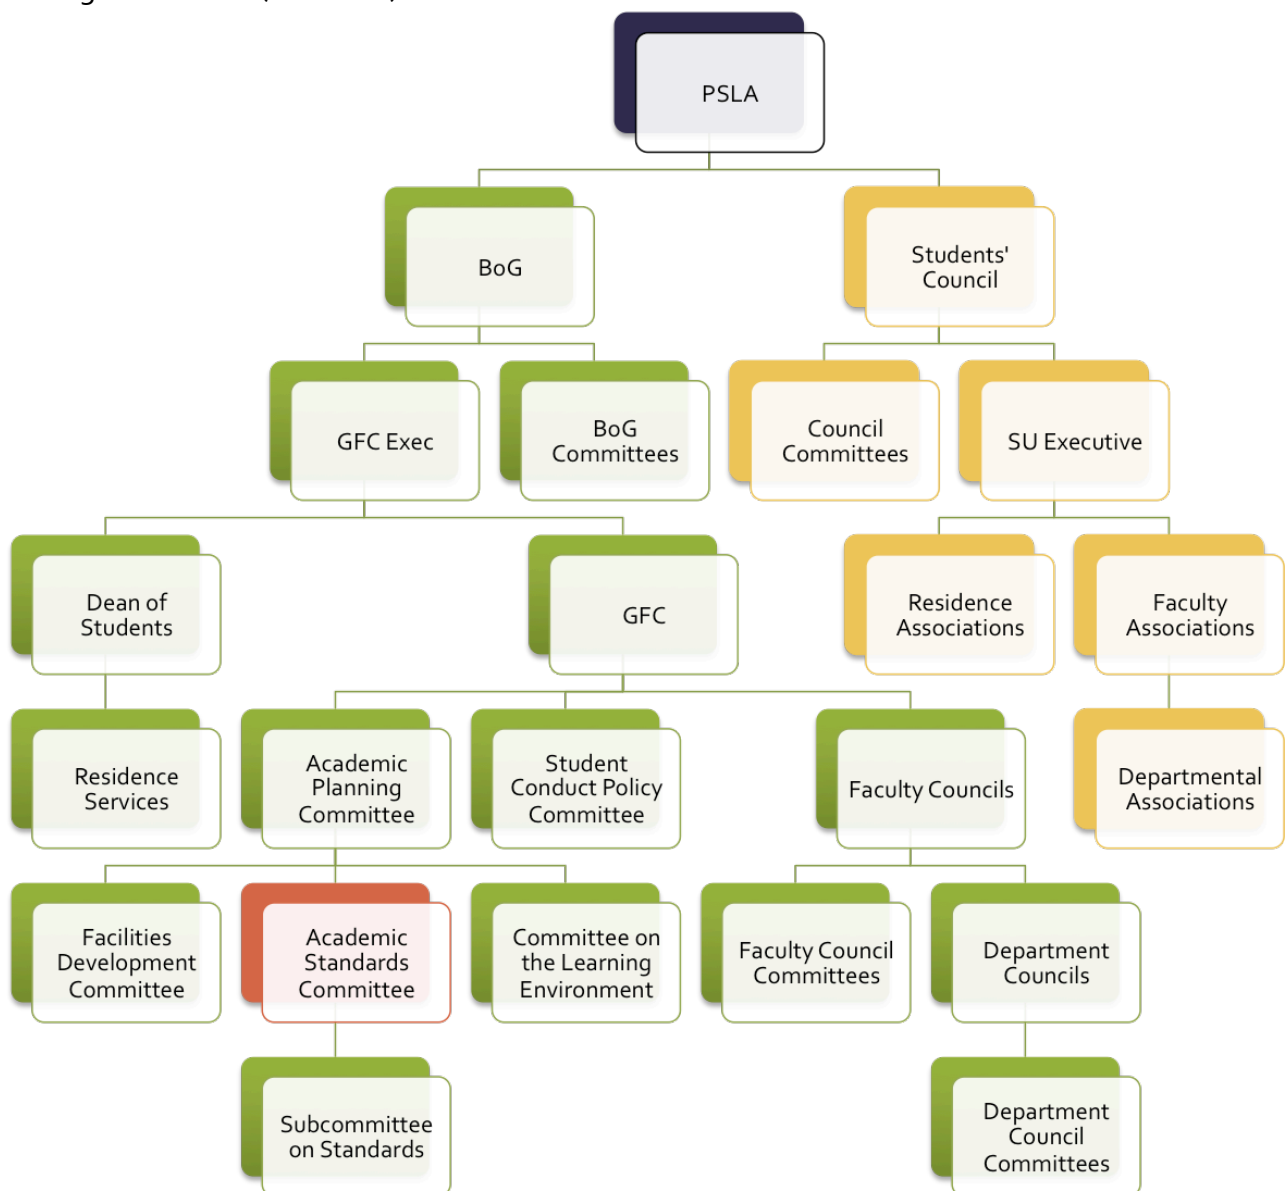 PSLA
BoG
Students'
Council
GFC Exec
BoG
Committees
Council
Committees
SU Executive
Dean of
Students
GFC
Residence
Associations
Faculty
Associations
Residence
Services
Academic
Planning
Committee
Student
Conduct Policy
Committee
Faculty Councils
Departmental
Associations
Facilities
Development
Committee
Academic
Standards
Committee
Committee on
the Learning
Environment
Faculty Council
Committees
Department
Councils
Subcommittee
on Standards
Department
Council
Committees